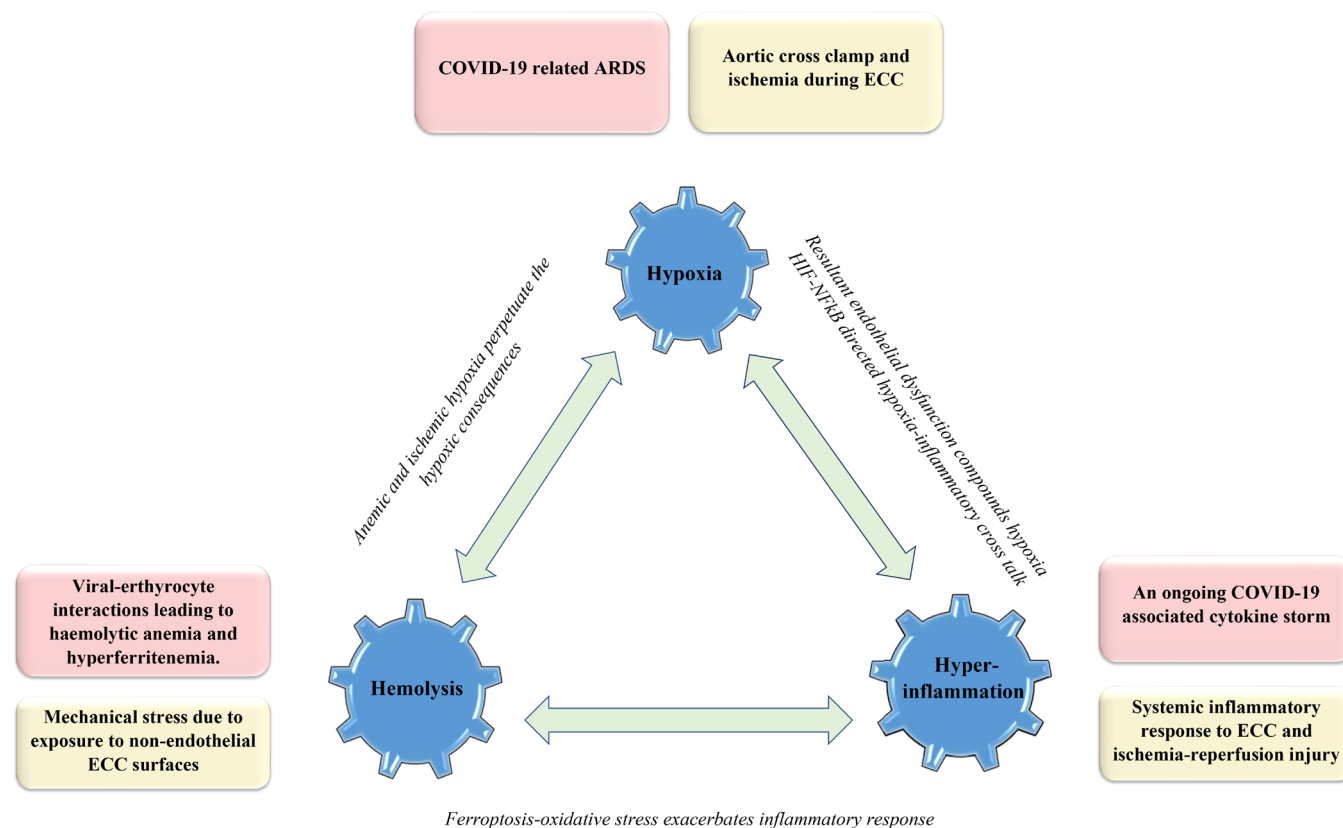 COVID-19 related ARDS
Aortic cross clamp and
ischemia during ECC
Hypoxia
Anemic and ischemic hypoxia perpetuate the
hypoxic consequences
Resultant endothelial dysfunction compounds hypoxia
HIF-NFkB directed hypoxia-inflammatory cross talk
Viral-erthyrocyte
interactions leading to
haemolytic anemia and
hyperferritenemia.
Mechanical stress due to
exposure to non-endothelial
ECC surfaces
Hemolysis
Hyper-
inflammation
An ongoing COVID-19
associated cytokine storm
Systemic inflammatory
response to ECC and
ischemia-reperfusion injury
Ferroptosis-oxidative stress exacerbates inflammatory response